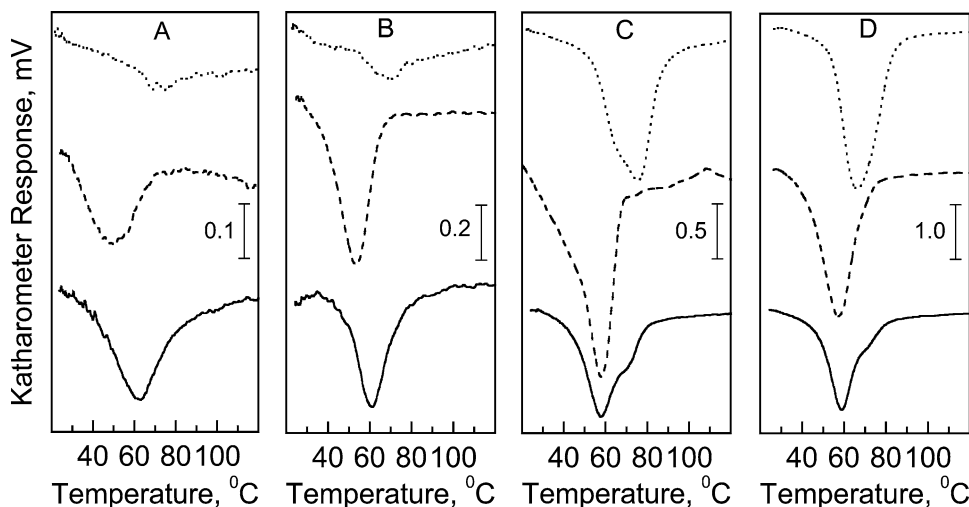 Katharometer Response, mV
A
B
C
D
0.1
0.2
0.5
1.0
40 60 80 100
40 60 80 100
40 60 80 100
40 60 80 100
Temperature, ⁰C
Temperature, ⁰C
Temperature, ⁰C
Temperature, ⁰C